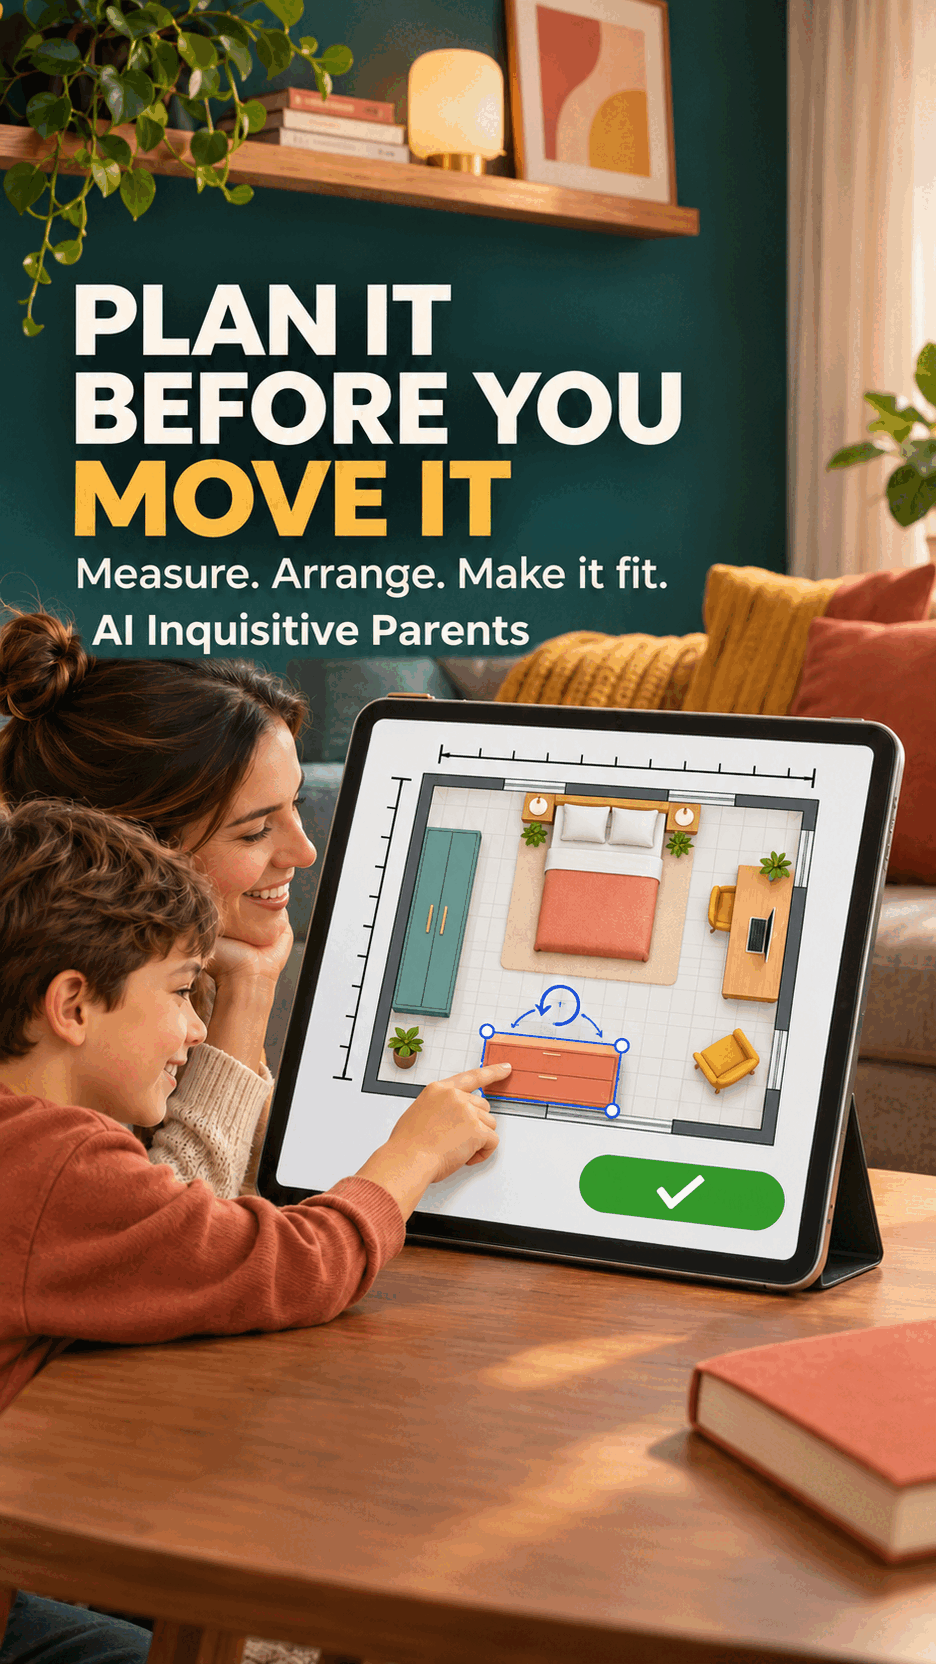 PLAN IT
BEFORE YOU
MOVE IT
Measure. Arrange. Make it fit.
AI Inquisitive Parents